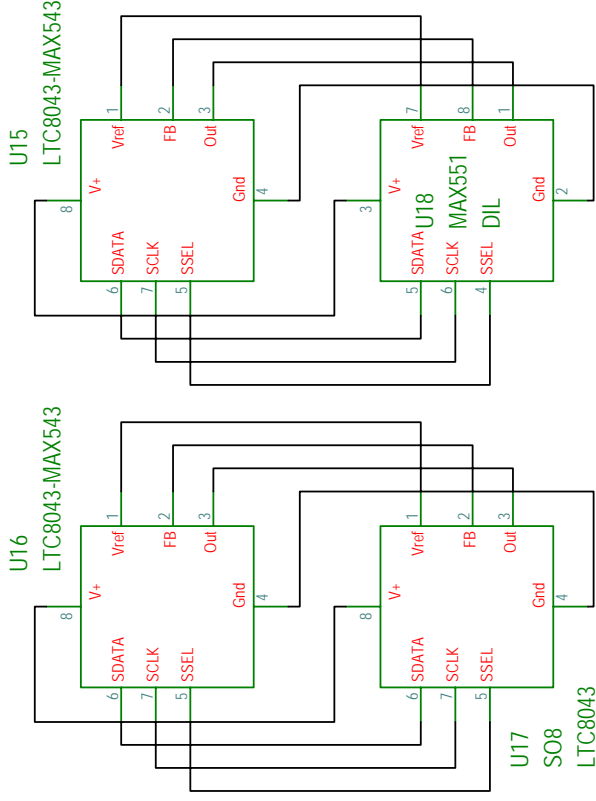 U15
LTC8043-MAX543
1
2
3
Vref
FB
Out
8
V+
Gnd
4
SDATA
SCLK
SSEL
6
7
5
7
8
1
Vref
FB
Out
3
V+
Gnd
2
U18
MAX551
DIL
SDATA
SCLK
SSEL
5
6
4
U16
LTC8043-MAX543
1
2
3
Vref
FB
Out
8
V+
Gnd
4
SDATA
SCLK
SSEL
6
7
5
1
2
3
Vref
FB
Out
8
V+
Gnd
4
SDATA
SCLK
SSEL
6
7
5
U17
SO8
LTC8043